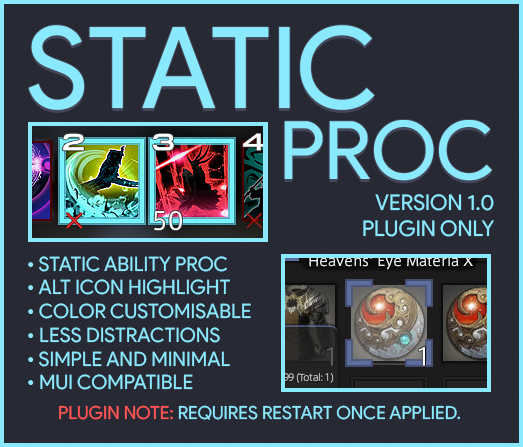 STATIC
PROC
2
3
4
50
VERSION 1.0
PLUGIN ONLY
• STATIC ABILITY PROC
• ALT ICON HIGHLIGHT
• COLOR CUSTOMISABLE
• LESS DISTRACTIONS
• SIMPLE AND MINIMAL
• MUI COMPATIBLE
Heavens' Eye Materia X
1
1
99 (Total: 1)
PLUGIN NOTE: REQUIRES RESTART ONCE APPLIED.